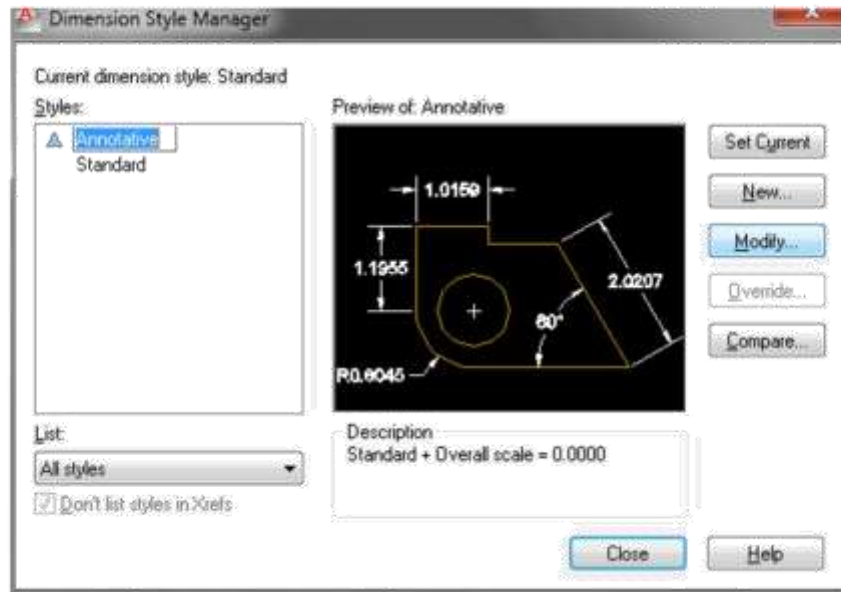 Dimension Style Manager
Current dimension style: Standard
Styles:
Annotative
Standard
Preview of: Annotative
1.0159
1.1955
2.0207
60°
R0.8045
Set Current
New...
Modify...
Override...
Compare...
List:
All styles
Don't list styles in Xrefs
Description
Standard + Overall scale = 0.0000
Close
Help